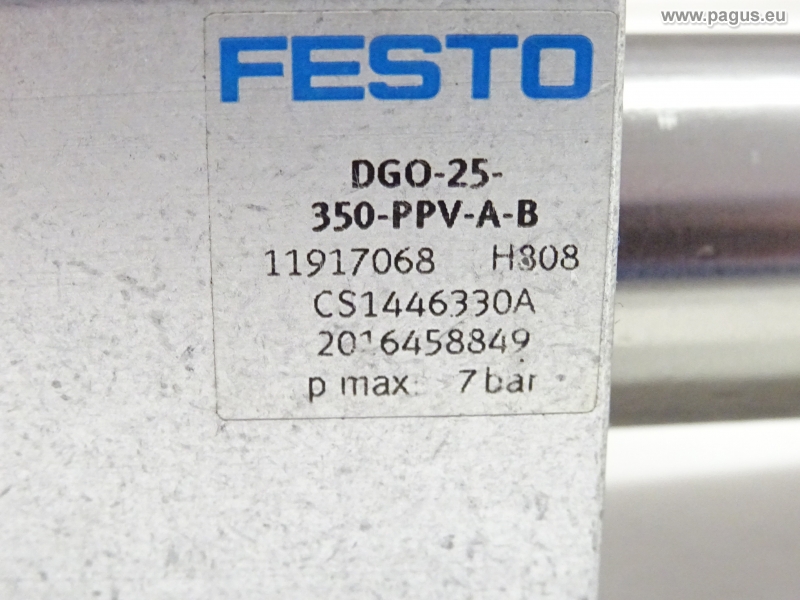 www.pagus.eu
FESTO
DGO-25-
350-PPV-A-B
11917068 H808
CS1446330A
2016458849
p max. 7 bar